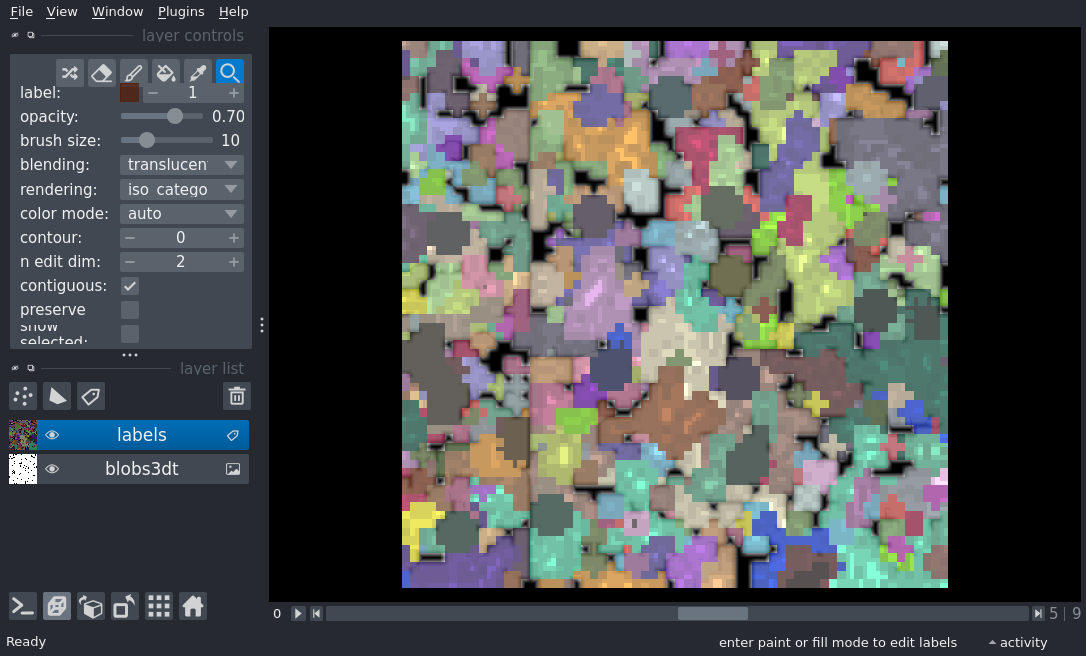 File View Window Plugins Help
layer controls
label: 1
opacity: 0.70
brush size: 10
blending: translucen
rendering: iso_catego
color mode: auto
contour: 0
n edit dim: 2
contiguous:
preserve
show
selected:
layer list
labels
blobs3dt
0 5 | 9
Ready enter paint or fill mode to edit labels activity